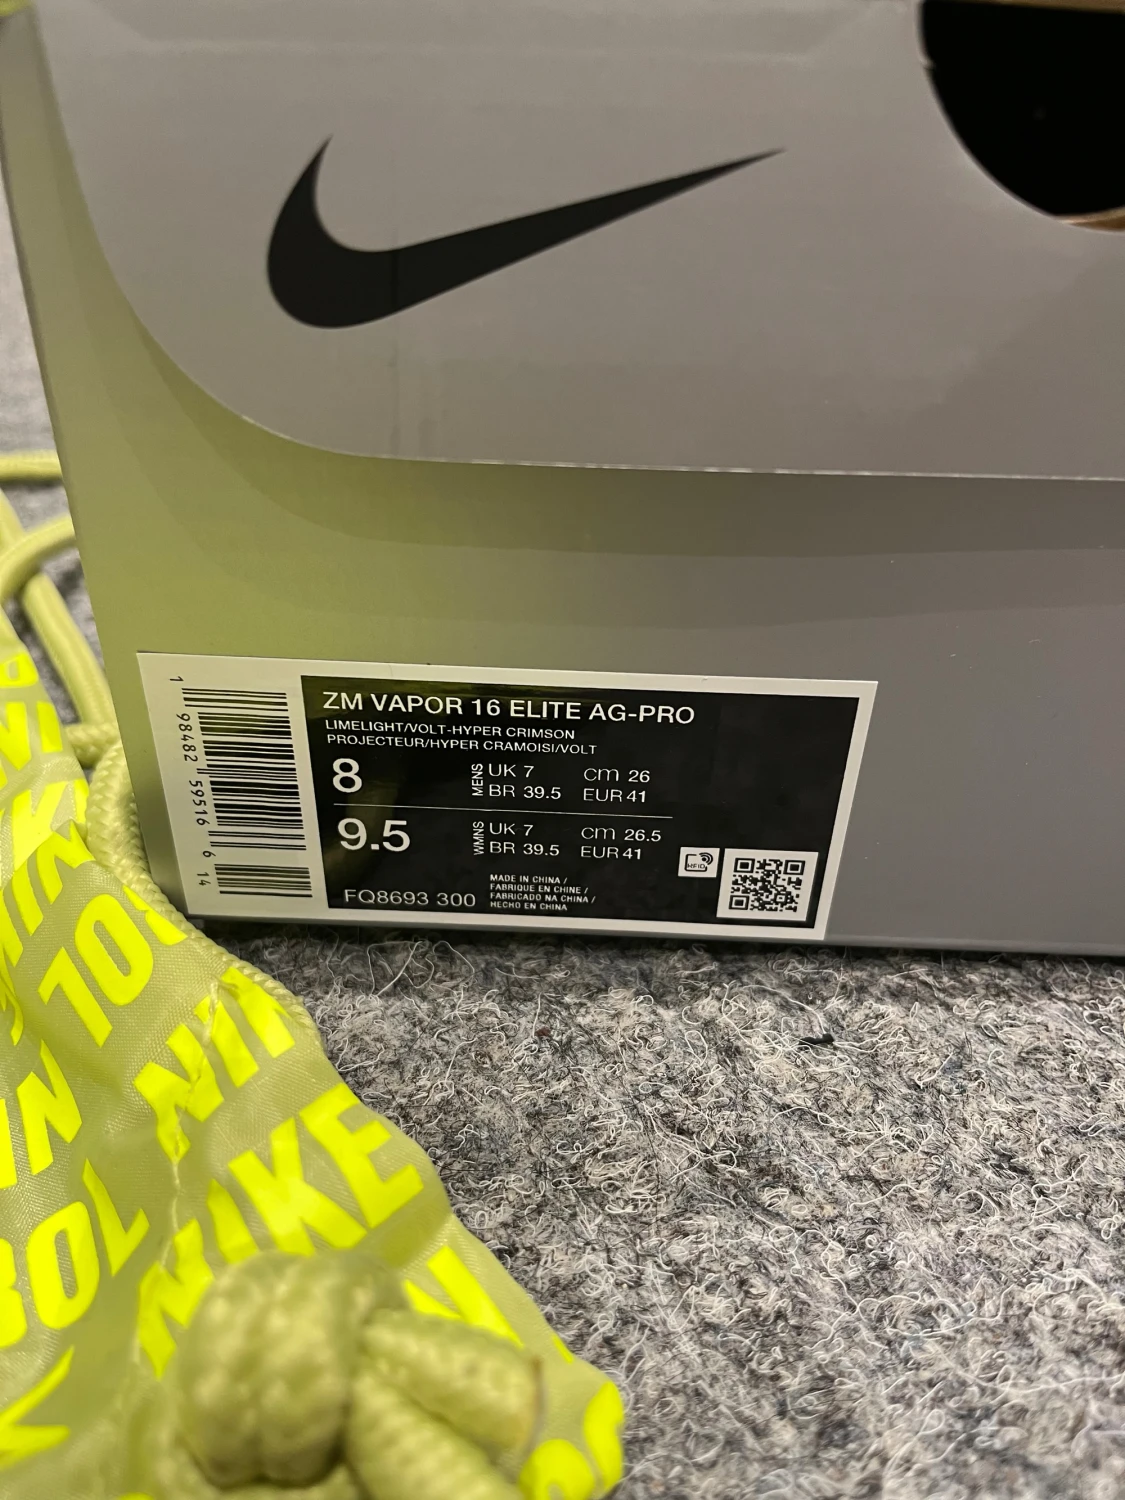 ZM VAPOR 16 ELITE AG-PRO
LIMELIGHT/VOLT-HYPER CRIMSON
PROJECTEUR/HYPER CRAMOISI/VOLT
8 MENS UK 7 cm 26
BR 39.5 EUR 41
9.5 WMNS UK 7 cm 26.5
BR 39.5 EUR 41
RFID
FQ8693 300
MADE IN CHINA /
FABRIQUE EN CHINE /
FABRICADO NA CHINA /
HECHO EN CHINA
1 98482 59516 6 14
NIKE